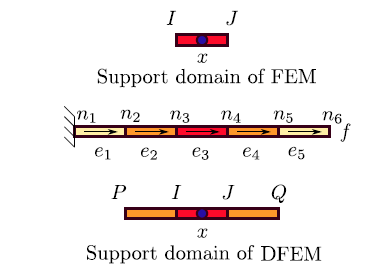 I J
x
Support domain of FEM
n1 n2 n3 n4 n5 n6
f
e1 e2 e3 e4 e5
P I J Q
x
Support domain of DFEM